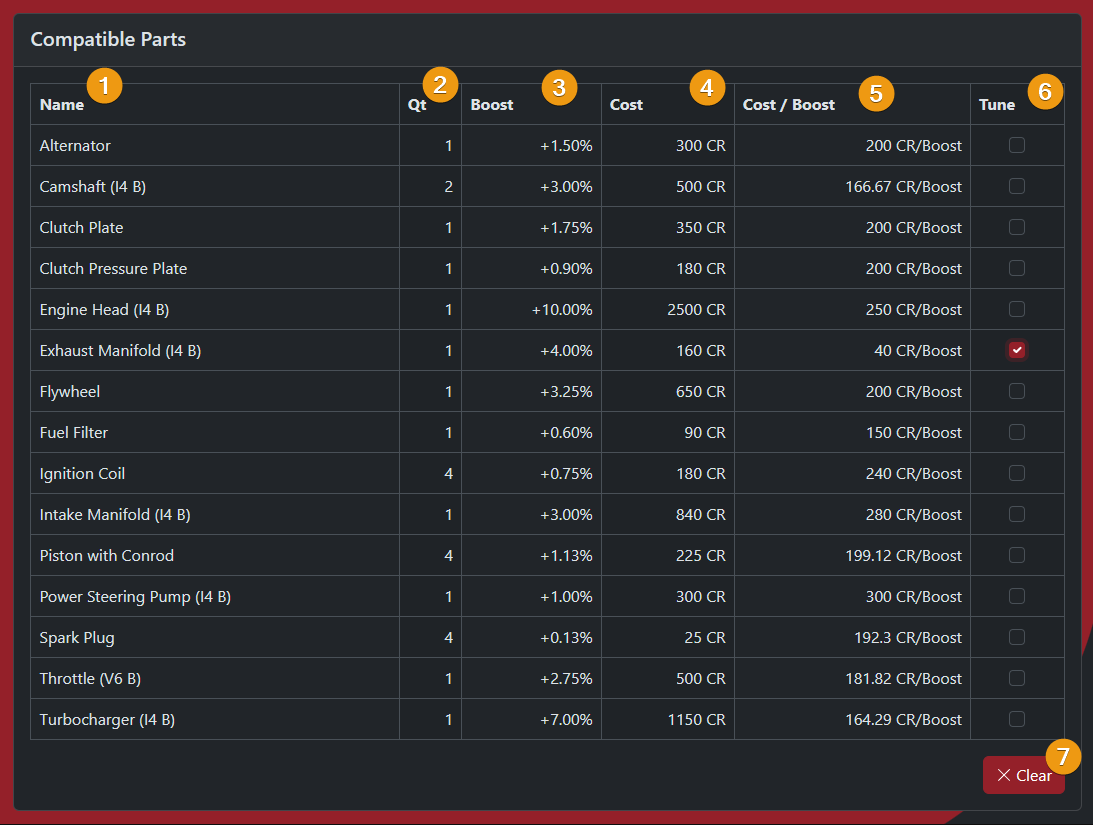 Compatible Parts
1 2 3 4 5 6
Name Qt Boost Cost Cost / Boost Tune
Alternator 1 +1.50% 300 CR 200 CR/Boost
Camshaft (I4 B) 2 +3.00% 500 CR 166.67 CR/Boost
Clutch Plate 1 +1.75% 350 CR 200 CR/Boost
Clutch Pressure Plate 1 +0.90% 180 CR 200 CR/Boost
Engine Head (I4 B) 1 +10.00% 2500 CR 250 CR/Boost
Exhaust Manifold (I4 B) 1 +4.00% 160 CR 40 CR/Boost
Flywheel 1 +3.25% 650 CR 200 CR/Boost
Fuel Filter 1 +0.60% 90 CR 150 CR/Boost
Ignition Coil 4 +0.75% 180 CR 240 CR/Boost
Intake Manifold (I4 B) 1 +3.00% 840 CR 280 CR/Boost
Piston with Conrod 4 +1.13% 225 CR 199.12 CR/Boost
Power Steering Pump (I4 B) 1 +1.00% 300 CR 300 CR/Boost
Spark Plug 4 +0.13% 25 CR 192.3 CR/Boost
Throttle (V6 B) 1 +2.75% 500 CR 181.82 CR/Boost
Turbocharger (I4 B) 1 +7.00% 1150 CR 164.29 CR/Boost
7
Clear